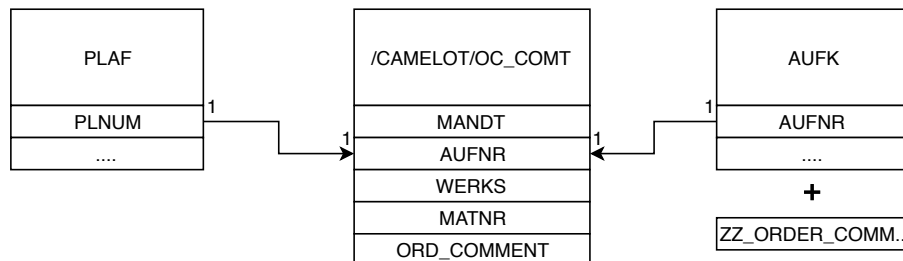 PLAF
PLNUM
....
1
1
/CAMELOT/OC_COMT
MANDT
AUFNR
WERKS
MATNR
ORD_COMMENT
1
1
AUFK
AUFNR
....
+
ZZ_ORDER_COMM..